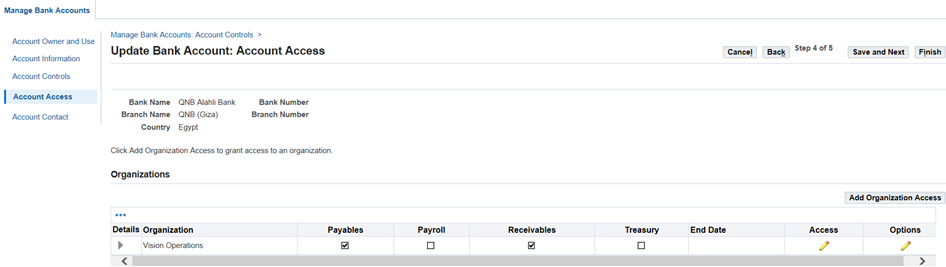 Manage Bank Accounts
Account Owner and Use
Account Information
Account Controls
Account Access
Account Contact
Manage Bank Accounts: Account Controls >
Update Bank Account: Account Access
Cancel Back Step 4 of 5 Save and Next Finish
Bank Name QNB Alahli Bank Bank Number
Branch Name QNB (Giza) Branch Number
Country Egypt
Click Add Organization Access to grant access to an organization.
Organizations
Add Organization Access
Details Organization Payables Payroll Receivables Treasury End Date Access Options
Vision Operations